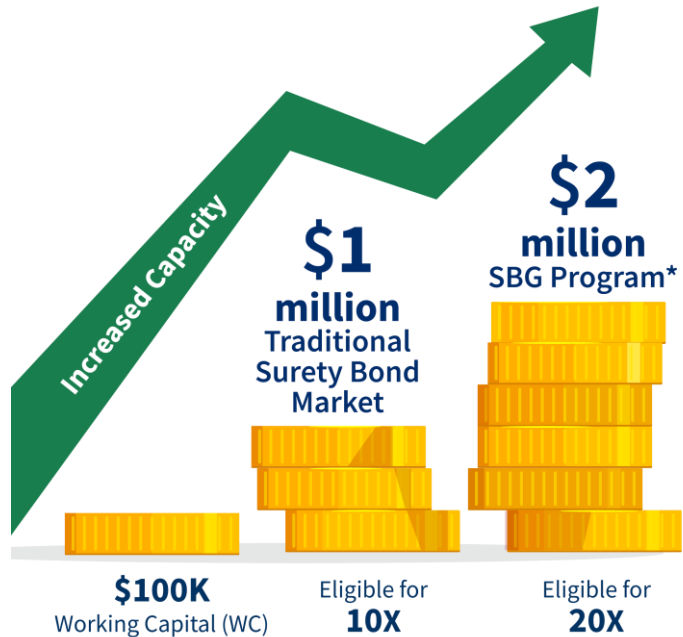 Increased Capacity
$1
million
Traditional
Surety Bond
Market
$2
million
SBG Program*
$100K
Working Capital (WC)
Eligible for
10X
Eligible for
20X